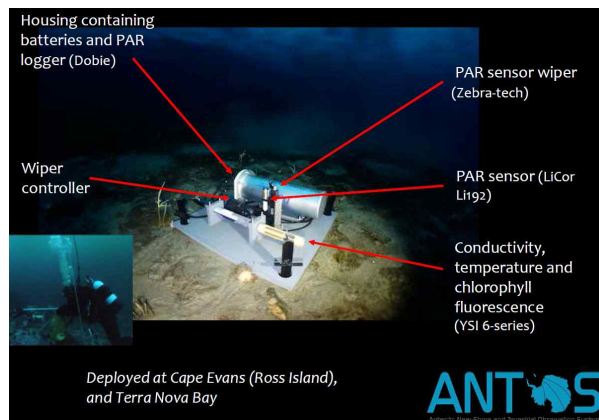 Housing containing
batteries and PAR
logger (Dobie)
PAR sensor wiper
(Zebra-tech)
Wiper
controller
PAR sensor (LiCor
Li192)
Conductivity,
temperature and
chlorophyll
fluorescence
(YSI 6-series)
Deployed at Cape Evans (Ross Island),
and Terra Nova Bay
ANTOS